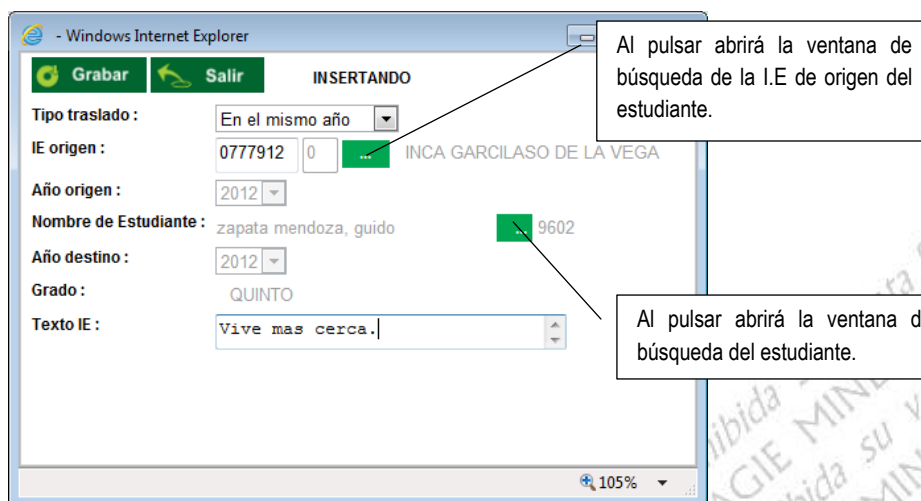 - Windows Internet Explorer
Grabar Salir INSERTANDO
Tipo traslado : En el mismo año
IE origen : 0777912 0 ... INCA GARCILASO DE LA VEGA
Año origen : 2012
Nombre de Estudiante : zapata mendoza, guido ... 9602
Año destino : 2012
Grado : QUINTO
Texto IE : Vive mas cerca.
105%
Al pulsar abrirá la ventana de
búsqueda de la I.E de origen del
estudiante.
Al pulsar abrirá la ventana d
búsqueda del estudiante.